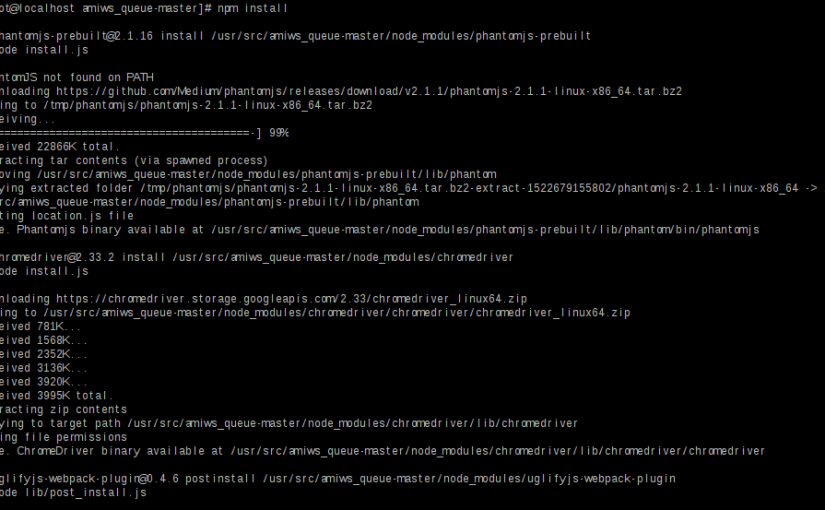 ot@localhost amiws_queue-master]# npm install
hantomjs-prebuilt@2.1.16 install /usr/src/amiws_queue-master/node_modules/phantomjs-prebuilt
ode install.js
ntomJS not found on PATH
nloading https://github.com/Medium/phantomjs/releases/download/v2.1.1/phantomjs-2.1.1-linux-x86_64.tar.bz2
ing to /tmp/phantomjs/phantomjs-2.1.1-linux-x86_64.tar.bz2
eiving...
=======================================-] 99%
eived 22866K total.
racting tar contents (via spawned process)
oving /usr/src/amiws_queue-master/node_modules/phantomjs-prebuilt/lib/phantom
ying extracted folder /tmp/phantomjs/phantomjs-2.1.1-linux-x86_64.tar.bz2-extract-1522679155802/phantomjs-2.1.1-linux-x86_64 ->
rc/amiws_queue-master/node_modules/phantomjs-prebuilt/lib/phantom
ting location.js file
e. Phantomjs binary available at /usr/src/amiws_queue-master/node_modules/phantomjs-prebuilt/lib/phantom/bin/phantomjs
hromedriver@2.33.2 install /usr/src/amiws_queue-master/node_modules/chromedriver
ode install.js
nloading https://chromedriver.storage.googleapis.com/2.33/chromedriver_linux64.zip
ing to /usr/src/amiws_queue-master/node_modules/chromedriver/chromedriver/chromedriver_linux64.zip
eived 781K...
eived 1568K...
eived 2352K...
eived 3136K...
eived 3920K...
eived 3995K total.
racting zip contents
ying to target path /usr/src/amiws_queue-master/node_modules/chromedriver/lib/chromedriver
ing file permissions
e. ChromeDriver binary available at /usr/src/amiws_queue-master/node_modules/chromedriver/lib/chromedriver/chromedriver
glifyjs-webpack-plugin@0.4.6 postinstall /usr/src/amiws_queue-master/node_modules/uglifyjs-webpack-plugin
ode lib/post_install.js